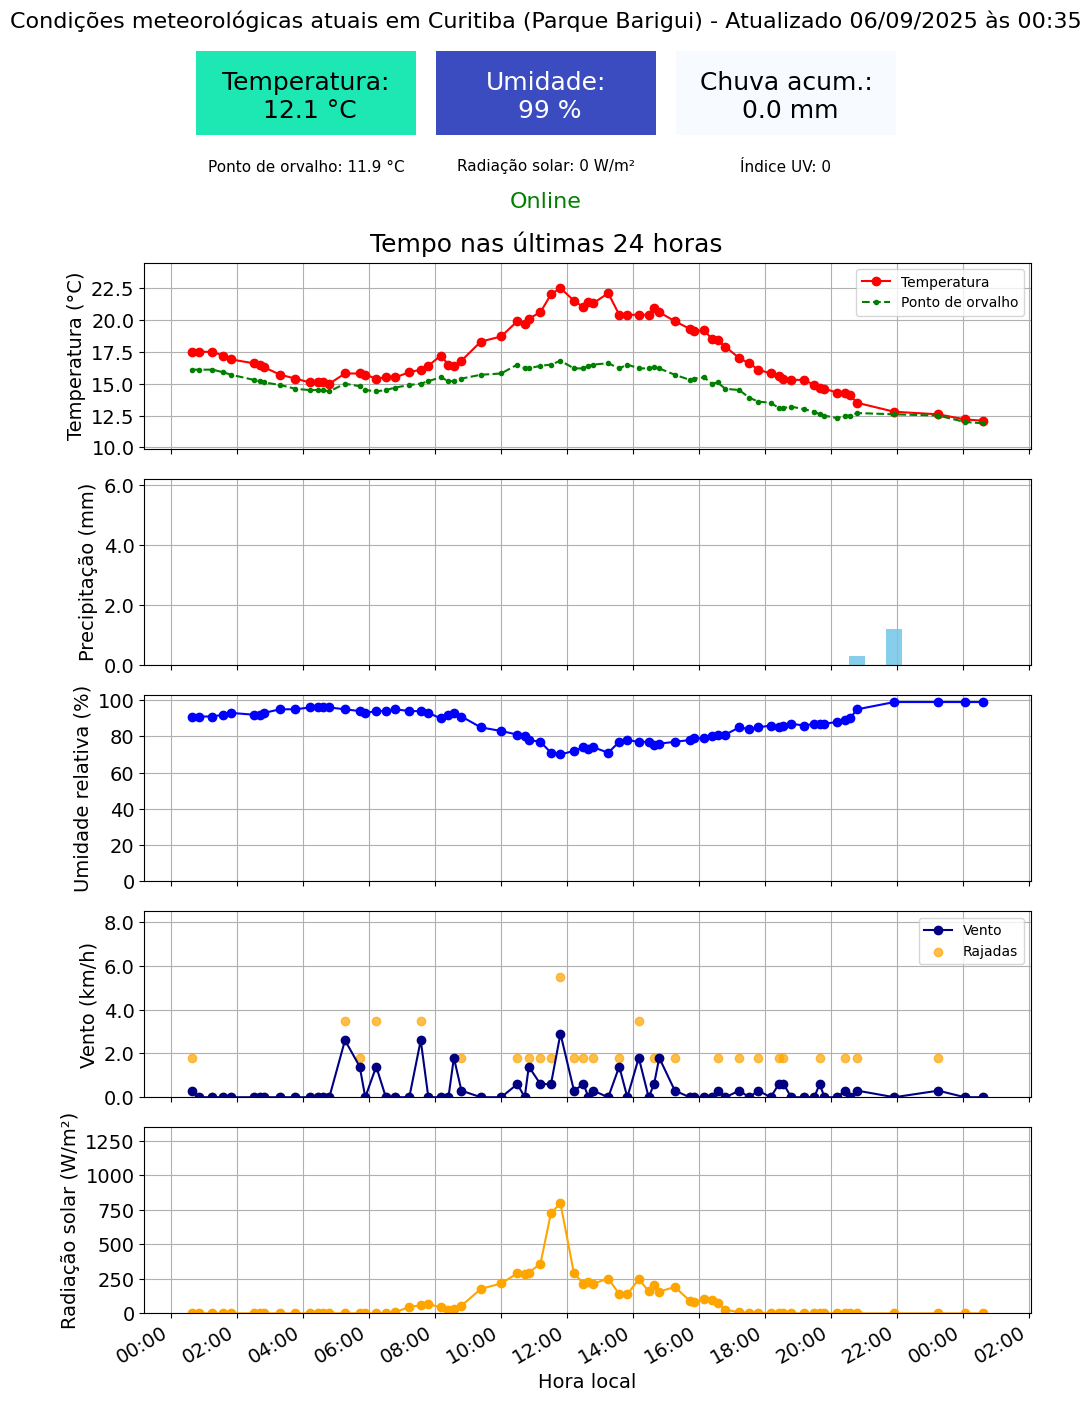 Condições meteorológicas atuais em Curitiba (Parque Barigui) - Atualizado 06/09/2025 às 00:35
Temperatura:
12.1 °C
Umidade:
99 %
Chuva acum.:
0.0 mm
Ponto de orvalho: 11.9 °C
Radiação solar: 0 W/m²
Índice UV: 0
Online
Tempo nas últimas 24 horas
Temperatura (°C)
22.5
20.0
17.5
15.0
12.5
10.0
Temperatura
Ponto de orvalho
Precipitação (mm)
6.0
4.0
2.0
0.0
Umidade relativa (%)
100
80
60
40
20
0
Vento (km/h)
8.0
6.0
4.0
2.0
0.0
Vento
Rajadas
Radiação solar (W/m²)
1250
1000
750
500
250
0
00:00
02:00
04:00
06:00
08:00
10:00
12:00
14:00
16:00
18:00
20:00
22:00
00:00
02:00
Hora local